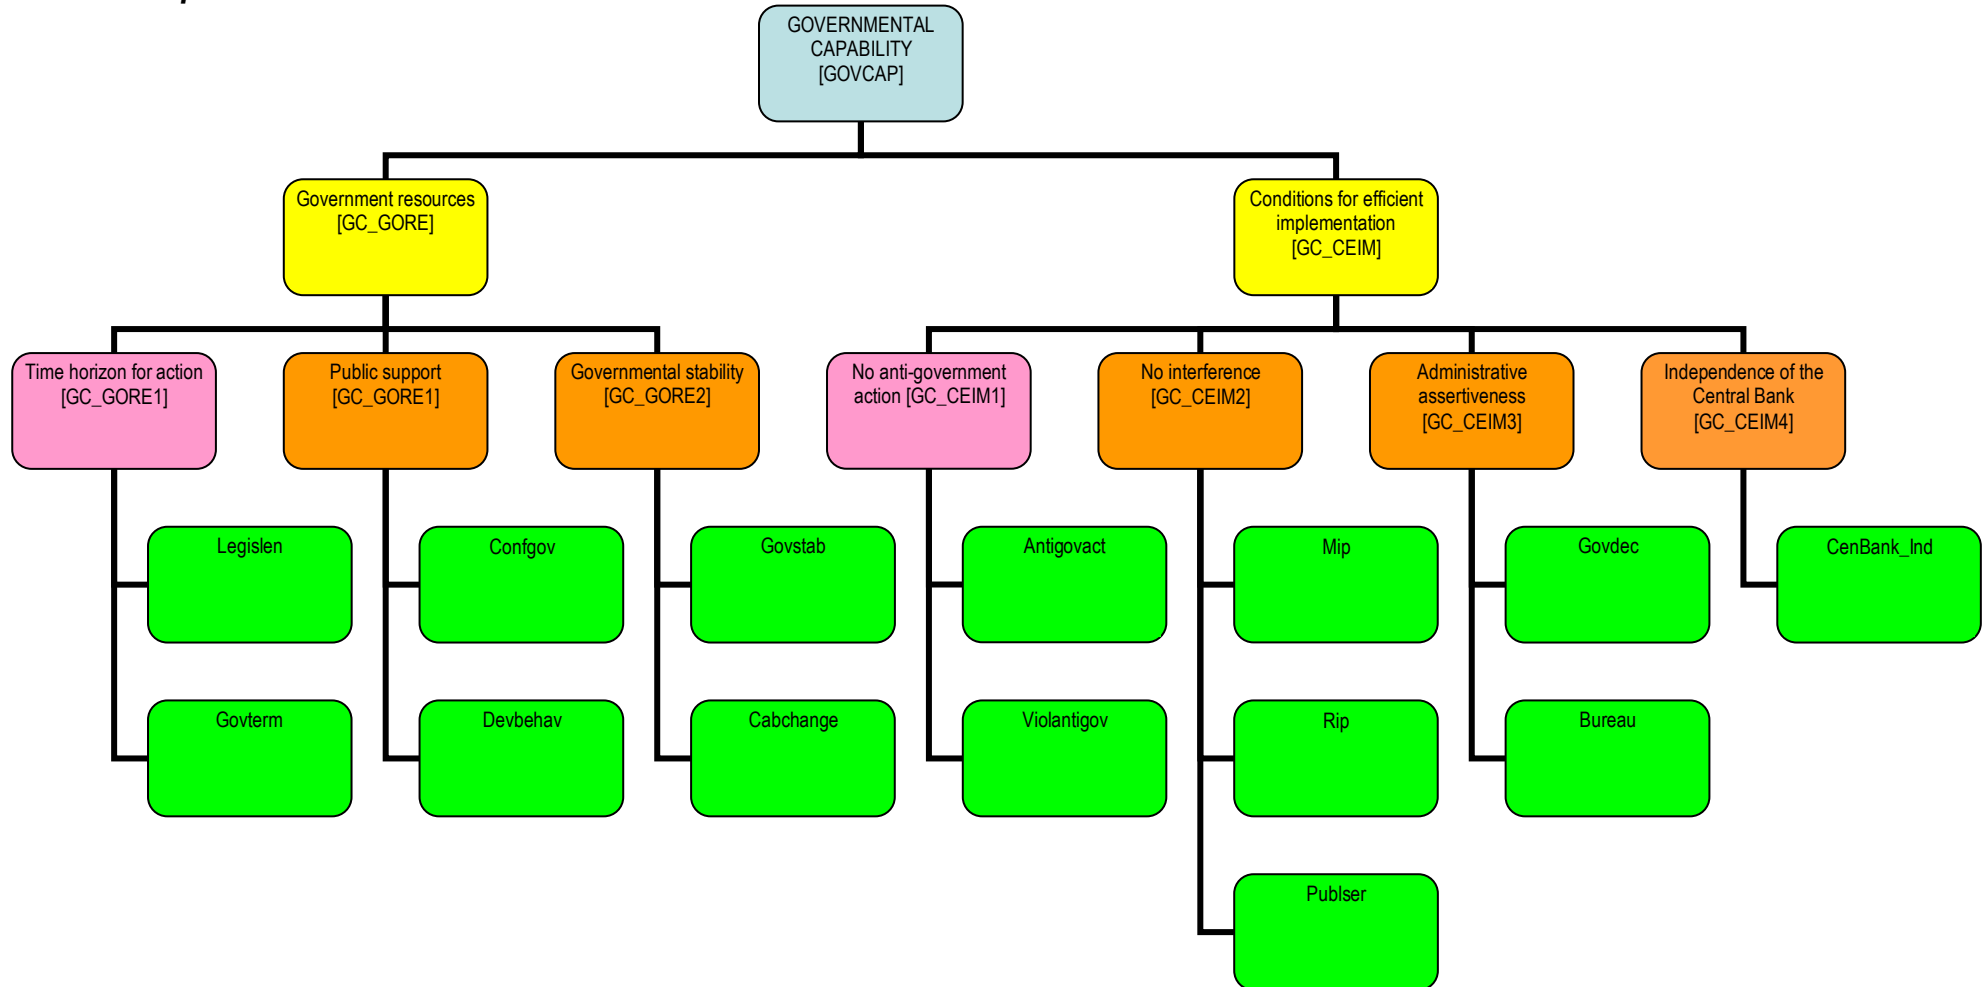 GOVERNMENTAL
CAPABILITY
[GOVCAP]
Government resources
[GC_GORE]
Conditions for efficient
implementation
[GC_CEIM]
Time horizon for action
[GC_GORE1]
Public support
[GC_GORE1]
Governmental stability
[GC_GORE2]
No anti-government
action [GC_CEIM1]
No interference
[GC_CEIM2]
Administrative
assertiveness
[GC_CEIM3]
Independence of the
Central Bank
[GC_CEIM4]
Legislen
Confgov
Govstab
Antigovact
Mip
Govdec
CenBank_Ind
Govterm
Devbehav
Cabchange
Violantigov
Rip
Bureau
Publser